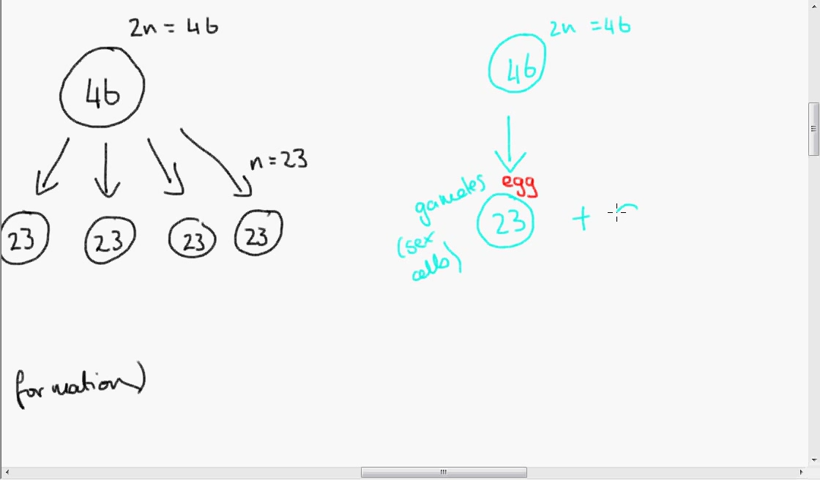 2n = 46
46
n = 23
23
23
23
23
formation)
2n = 46
46
egg
gametes
(sex
cells)
23 +